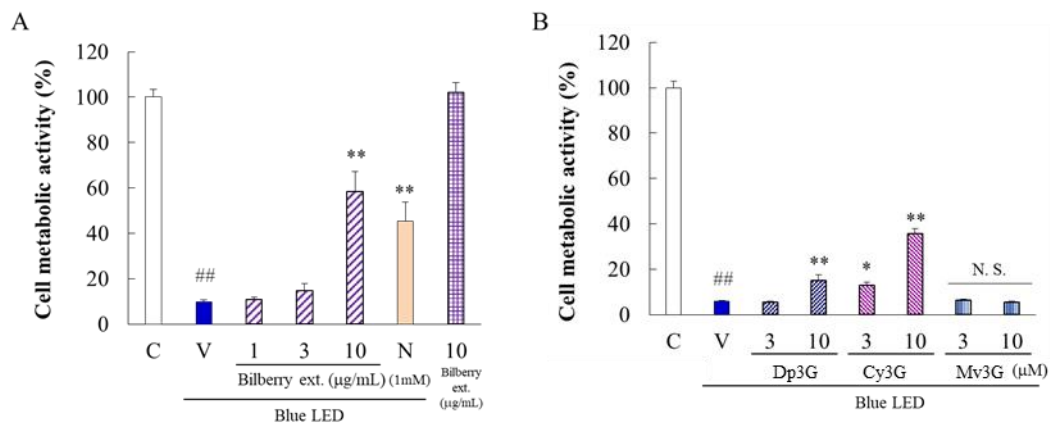 A
Cell metabolic activity (%)
120
100
80
60
40
20
0
##
**
**
C V 1 3 10 N 10
Bilberry ext. (μg/mL) (1mM) Bilberry ext. (μg/mL)
Blue LED
B
Cell metabolic activity (%)
120
100
80
60
40
20
0
##
**
*
**
N. S.
C V 3 10 3 10 3 10
Dp3G Cy3G Mv3G (μM)
Blue LED